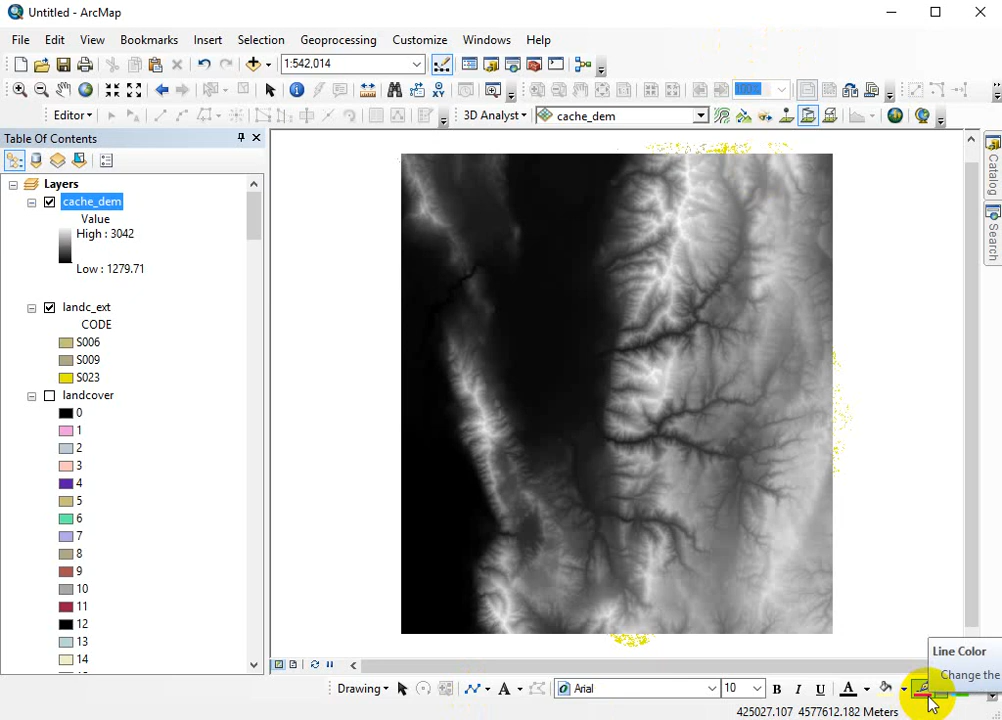 Untitled - ArcMap
File Edit View Bookmarks Insert Selection Geoprocessing Customize Windows Help
1:542,014
100%
Editor
3D Analyst
cache_dem
Table Of Contents
Layers
cache_dem
Value
High : 3042
Low : 1279.71
landc_ext
CODE
S006
S009
S023
landcover
0
1
2
3
4
5
6
7
8
9
10
11
12
13
14
Catalog
Search
Line Color
Change the
Drawing
A
Arial
10
B I U A
425027.107 4577612.182 Meters